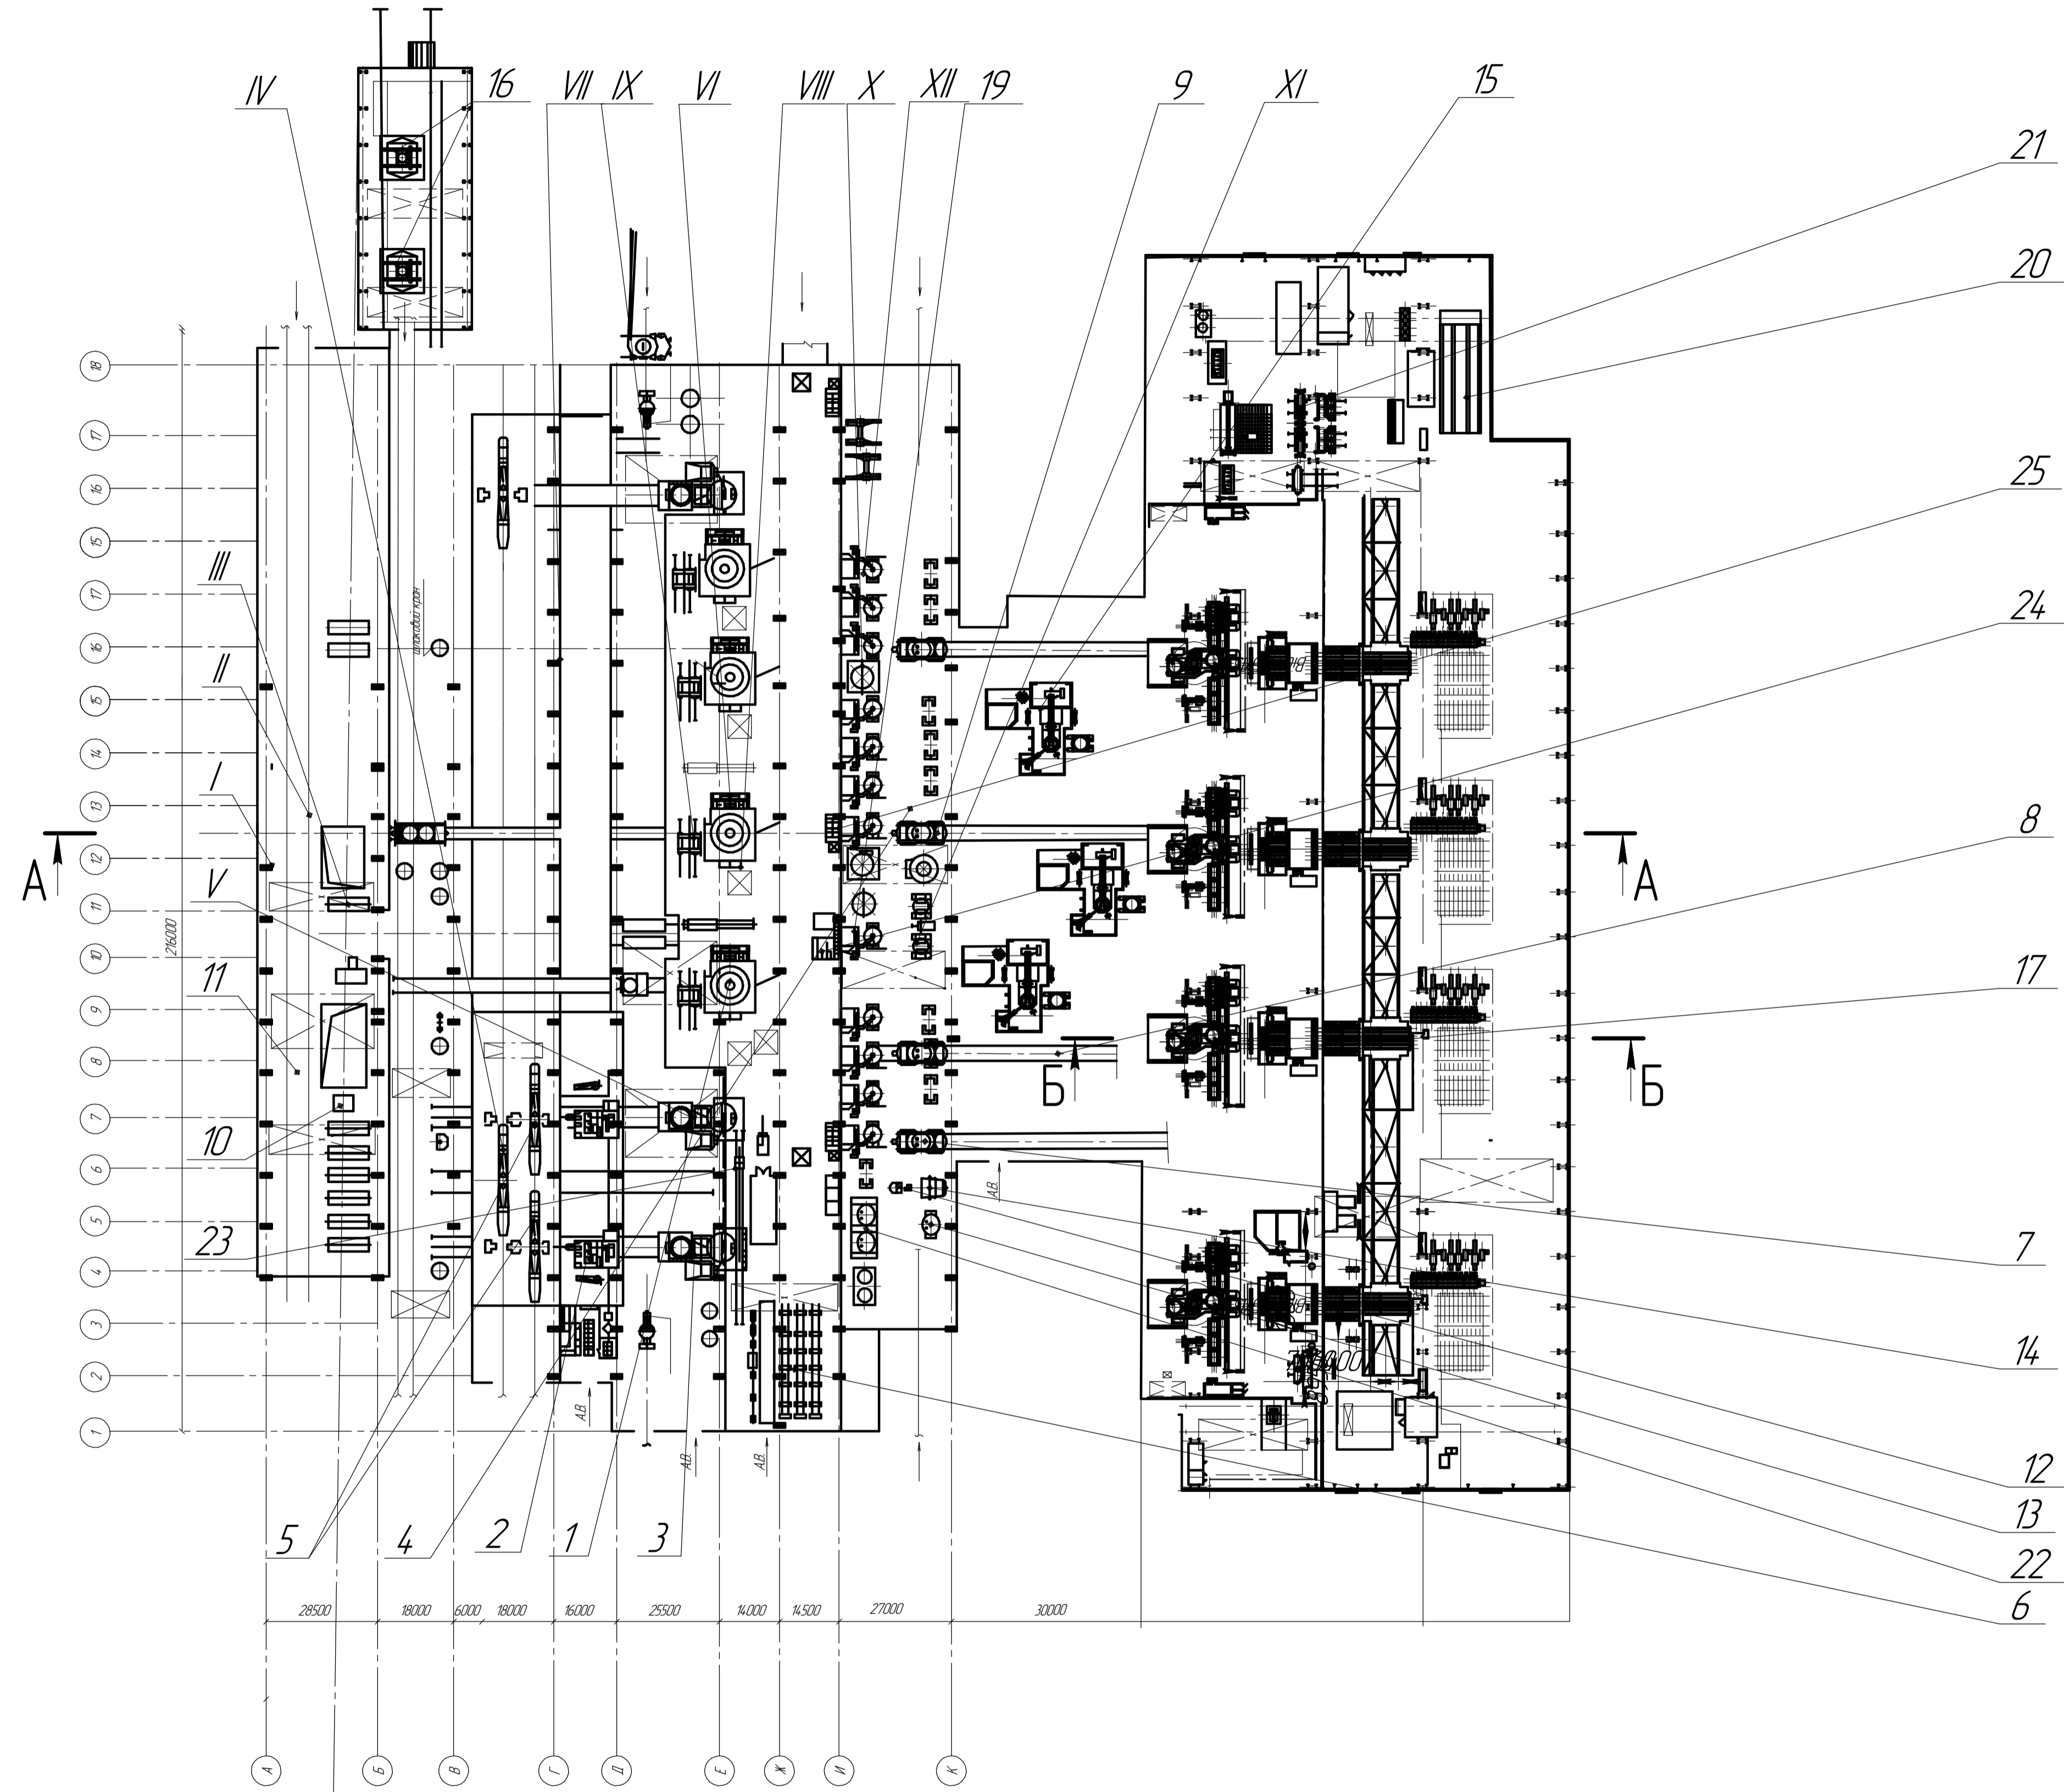 IV
16
VII
IX
VI
VIII
X
XII
19
9
XI
15
21
20
25
24
8
17
7
14
12
13
22
6
18
17
16
15
17
16
15
14
13
12
11
10
9
8
7
6
5
4
3
2
1
III
II
I
V
11
10
23
5
4
2
1
3
А
А
Б
Б
шлаковый кран
216000
А.В.
А.В.
А.В.
А.В.
28500
18000
6000
18000
16000
25500
14000
14500
27000
30000
А
Б
В
Г
Д
Е
Ж
И
К